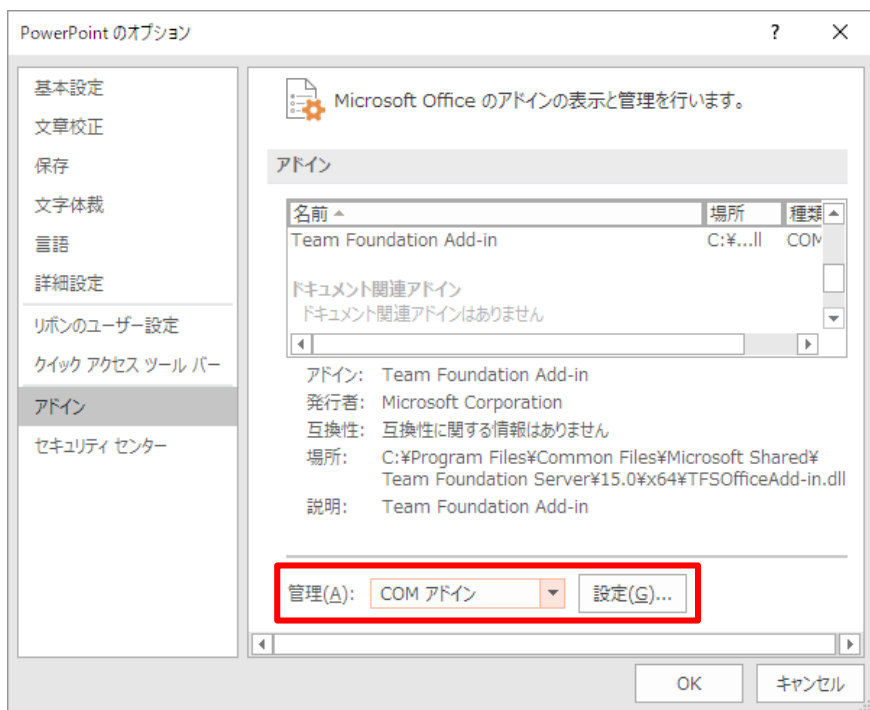 PowerPoint のオプション
?
基本設定
文章校正
保存
文字体裁
言語
詳細設定
リボンのユーザー設定
クイック アクセス ツール バー
アドイン
セキュリティ センター
Microsoft Office のアドインの表示と管理を行います。
アドイン
名前 場所 種類
Team Foundation Add-in C:¥...ll COM
ドキュメント関連アドイン
ドキュメント関連アドインはありません
アドイン: Team Foundation Add-in
発行者: Microsoft Corporation
互換性: 互換性に関する情報はありません
場所: C:¥Program Files¥Common Files¥Microsoft Shared¥
Team Foundation Server¥15.0¥x64¥TFSOfficeAdd-in.dll
説明: Team Foundation Add-in
管理(A): COM アドイン 設定(G)...
OK キャンセル